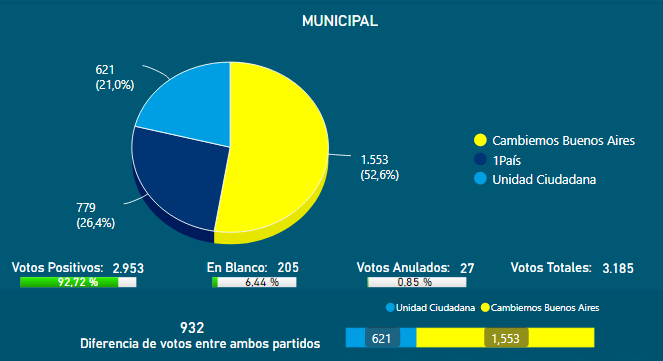 MUNICIPAL
621
(21,0%)
1.553
(52,6%)
779
(26,4%)
Cambiemos Buenos Aires
1País
Unidad Ciudadana
Votos Positivos: 2.953
92,72 %
En Blanco: 205
6,44 %
Votos Anulados: 27
0,85 %
Votos Totales: 3.185
Unidad Ciudadana Cambiemos Buenos Aires
932
Diferencia de votos entre ambos partidos
621 1,553